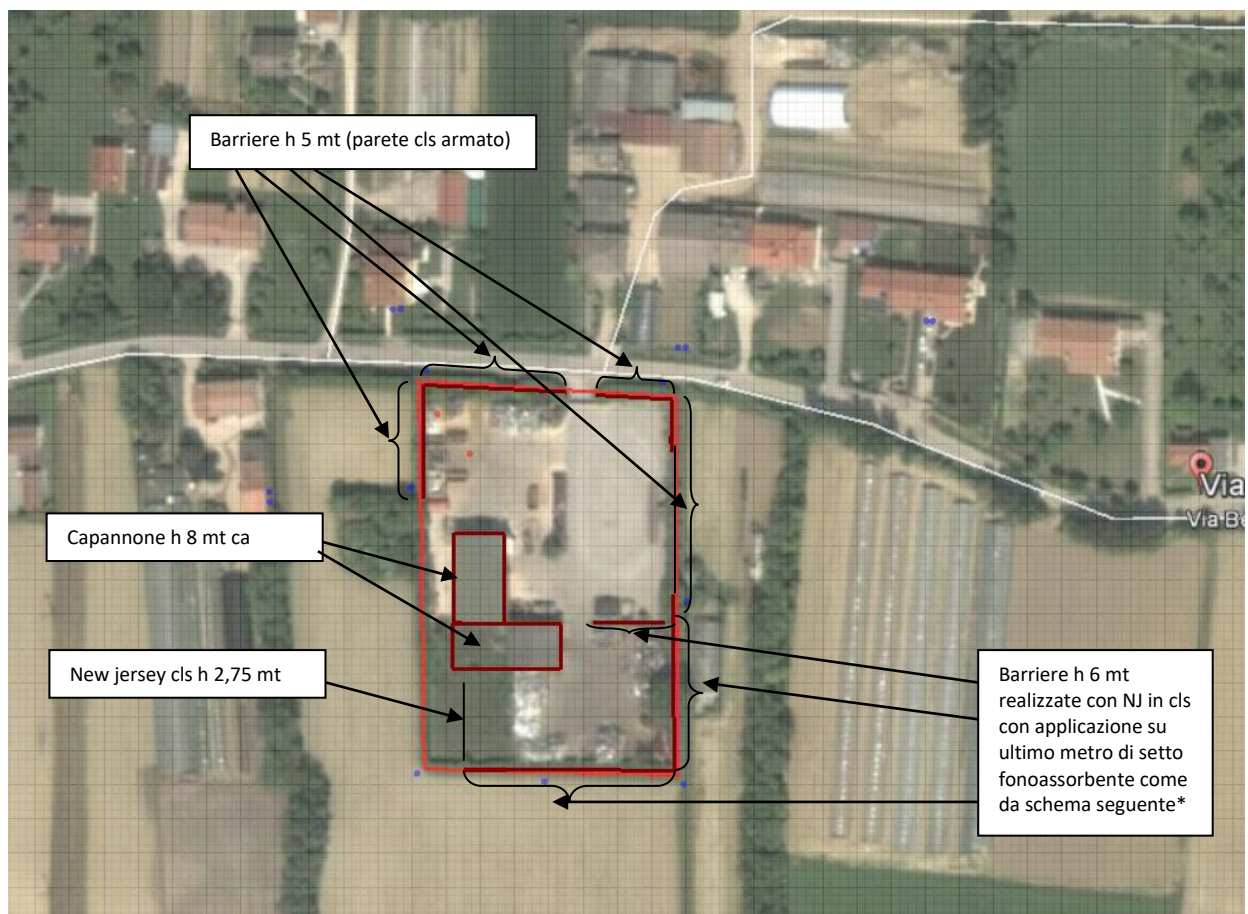 Barriere h 5 mt (parete cls armato)
Capannone h 8 mt ca
New jersey cls h 2,75 mt
Barriere h 6 mt
realizzate con NJ in cls
con applicazione su
ultimo metro di setto
fonoassorbente come
da schema seguente*
Via
Via Be